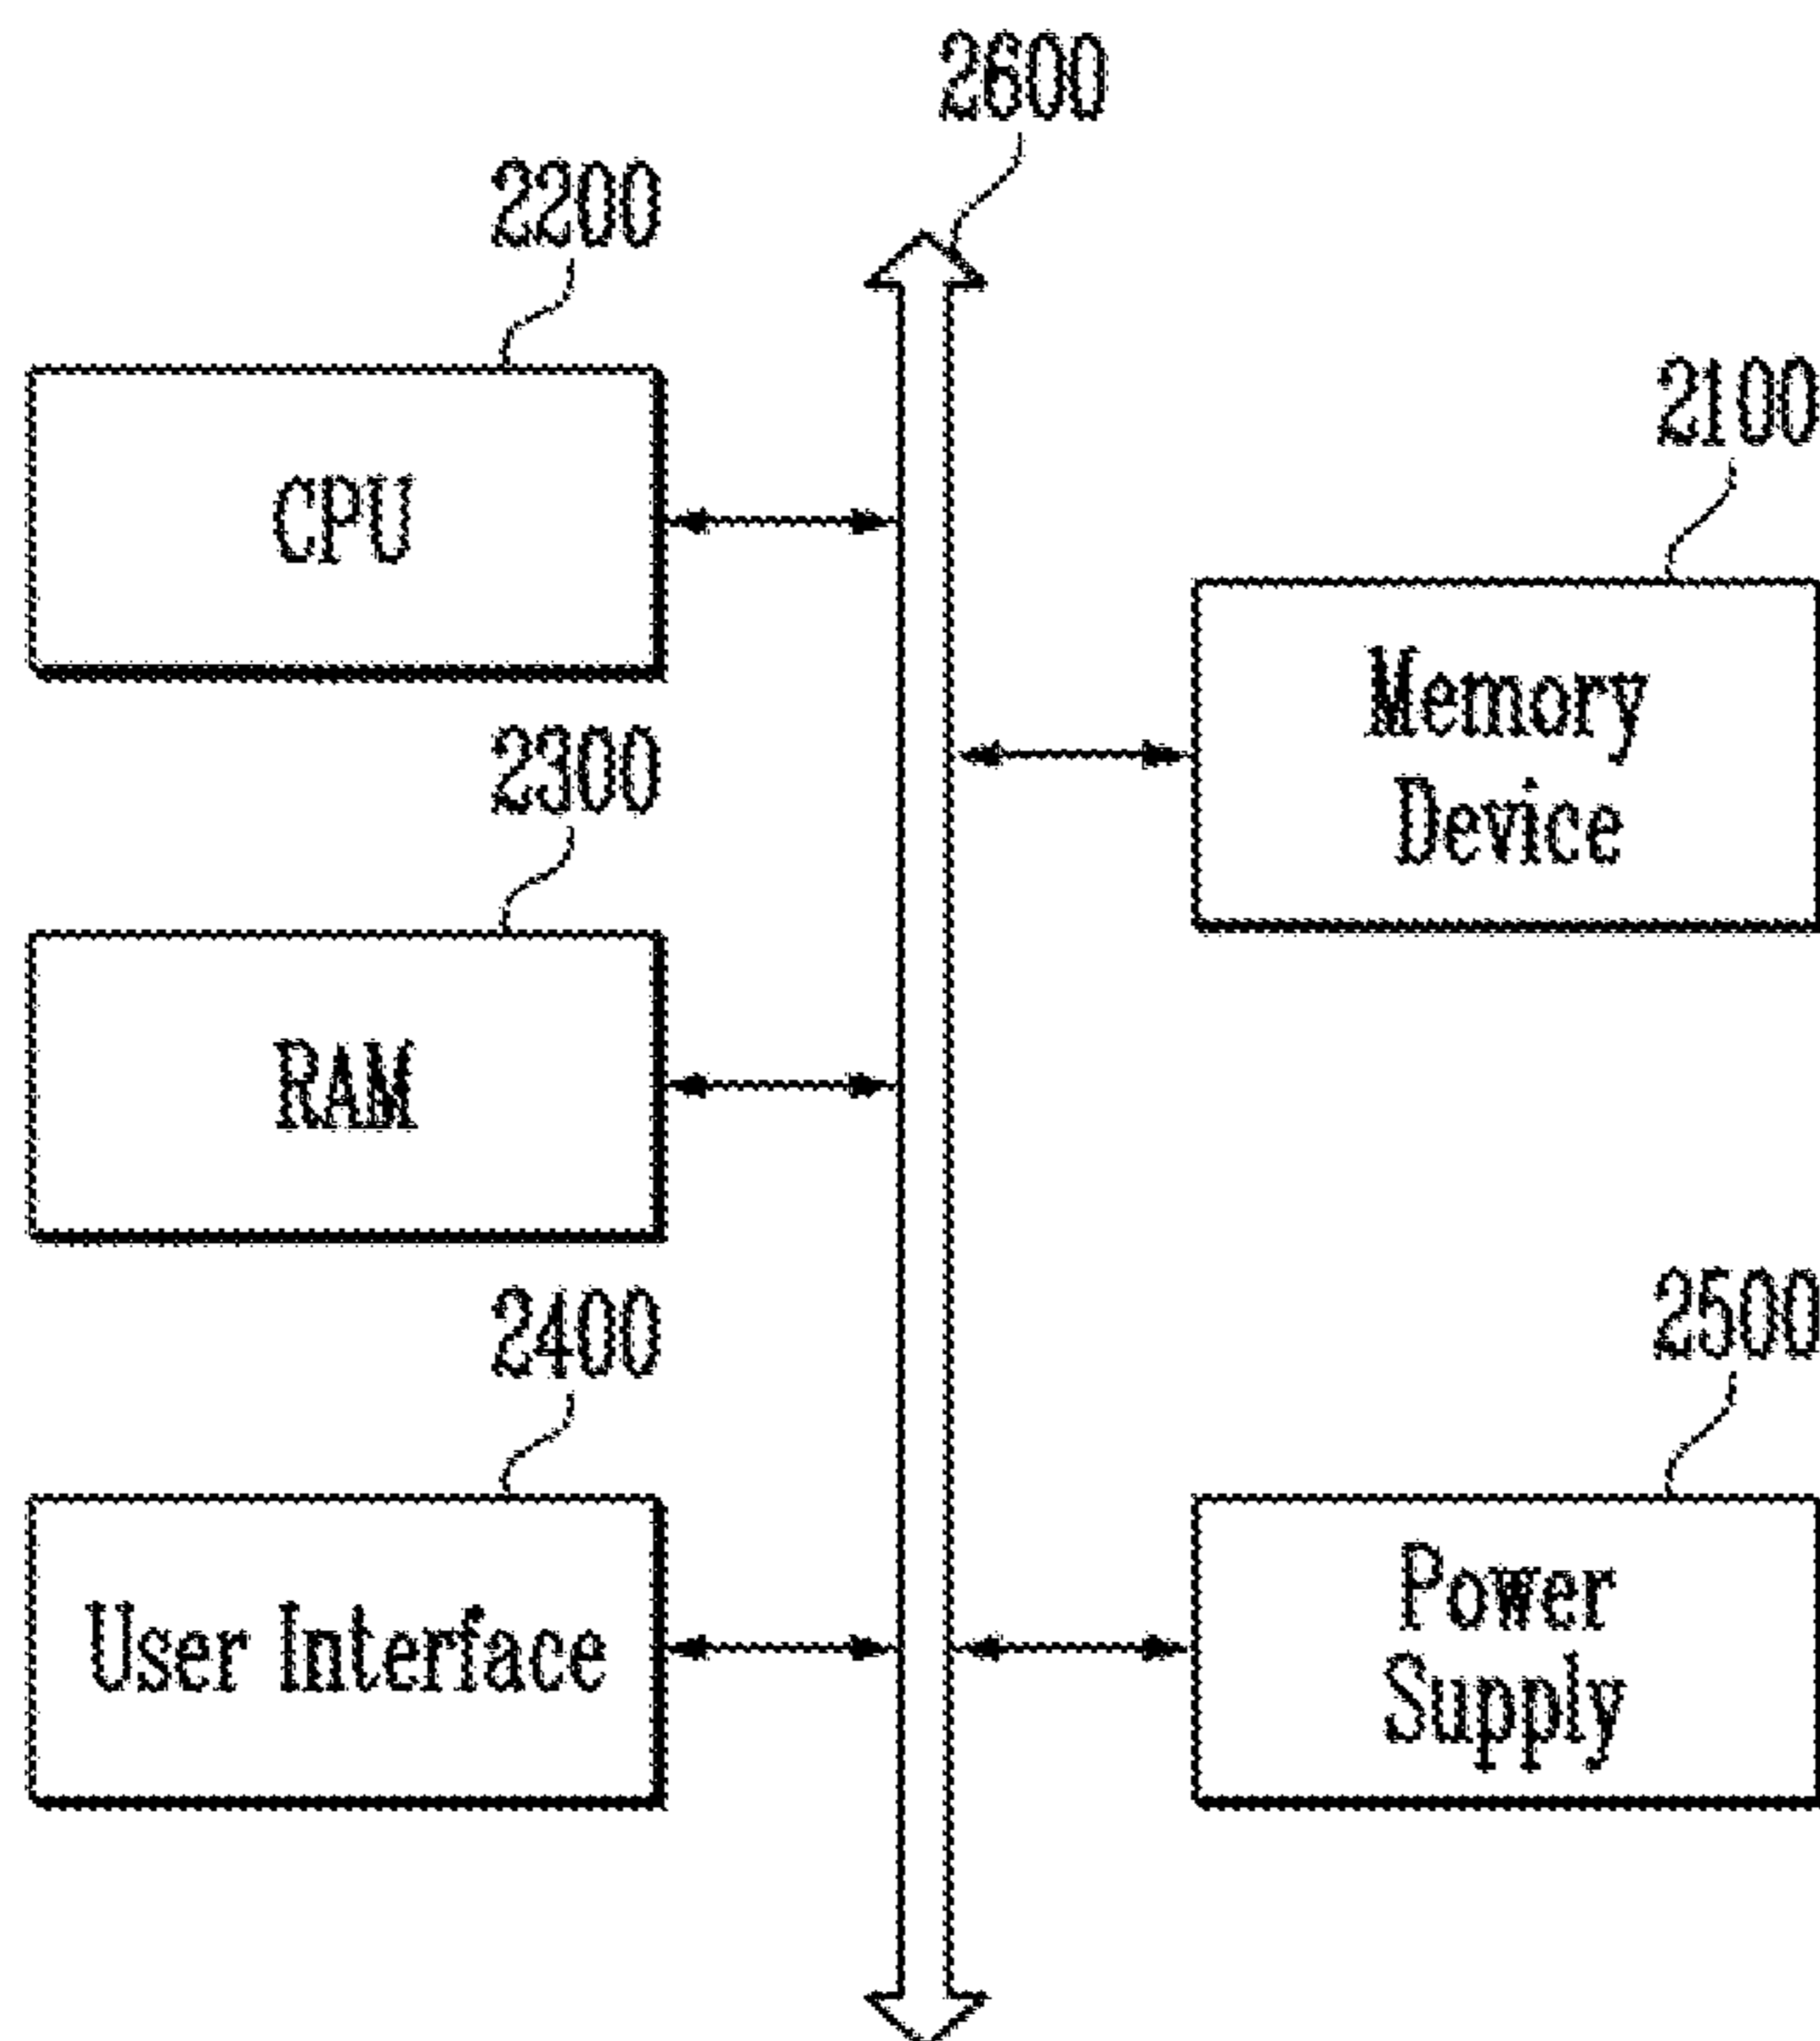 2600
2200
CPU
2100
Memory
Device
2300
RAM
2400
User Interface
2500
Power
Supply